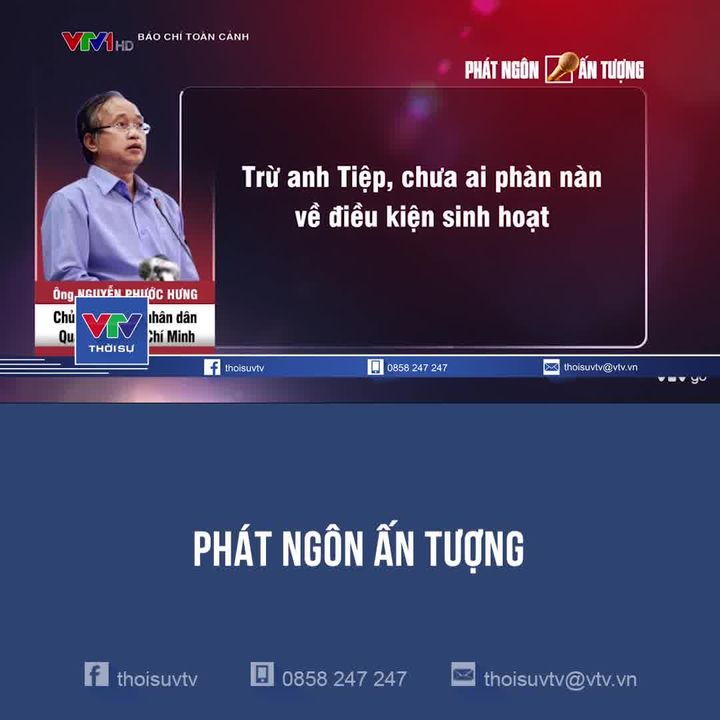 VTV1 HD BÁO CHÍ TOÀN CẢNH
PHÁT NGÔN ẤN TƯỢNG
Trừ anh Tiệp, chưa ai phàn nàn
về điều kiện sinh hoạt
Ông NGUYỄN PHƯỚC HƯNG
Chủ nhân dân
Chí Minh
VTV
THỜI SỰ
thoisuvtv
0858 247 247
thoisuvtv@vtv.vn
go
PHÁT NGÔN ẤN TƯỢNG
thoisuvtv
0858 247 247
thoisuvtv@vtv.vn